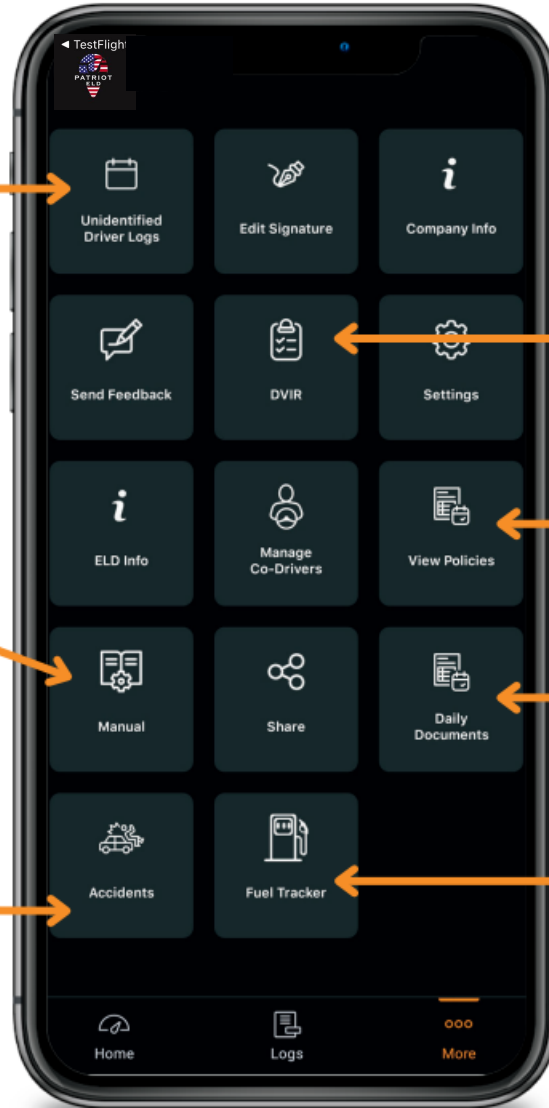 ◄ TestFligh
PATRIOT
ELD
Unidentified
Driver Logs
Edit Signature
Company Info
Send Feedback
DVIR
Settings
ELD Info
Manage
Co-Drivers
View Policies
Manual
Share
Daily
Documents
Accidents
Fuel Tracker
Home
Logs
More